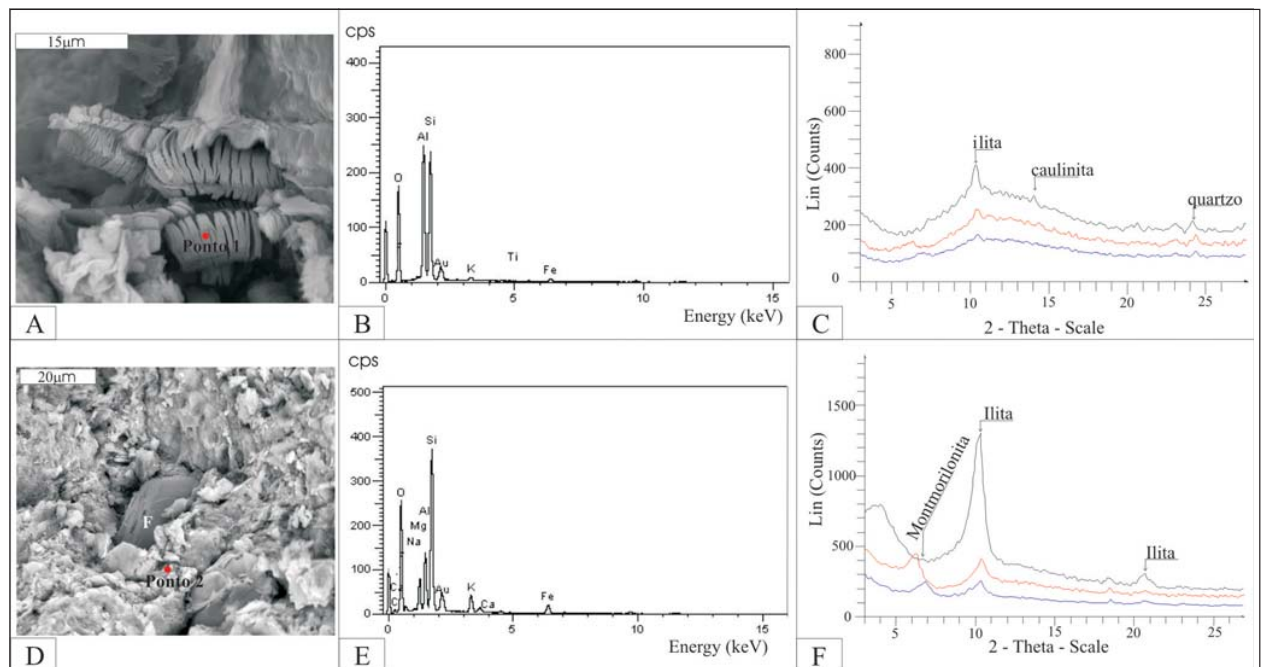 15µm
Ponto 1
A
cps
400
300
200
100
0
O
Al
Si
Au
K
Ti
Fe
0
5
10
15
Energy (keV)
B
Lin (Counts)
800
600
400
200
0
ilita
caulinita
quartzo
5
10
15
20
25
2 - Theta - Scale
C
20µm
F
Ponto 2
D
cps
500
400
300
200
100
0
C
O
Na
Mg
Al
Si
Au
K
Ca
Fe
0
5
10
15
Energy (keV)
E
Lin (Counts)
1500
1000
500
0
Montmorilonita
Ilita
Ilita
5
10
15
20
25
2 - Theta - Scale
F